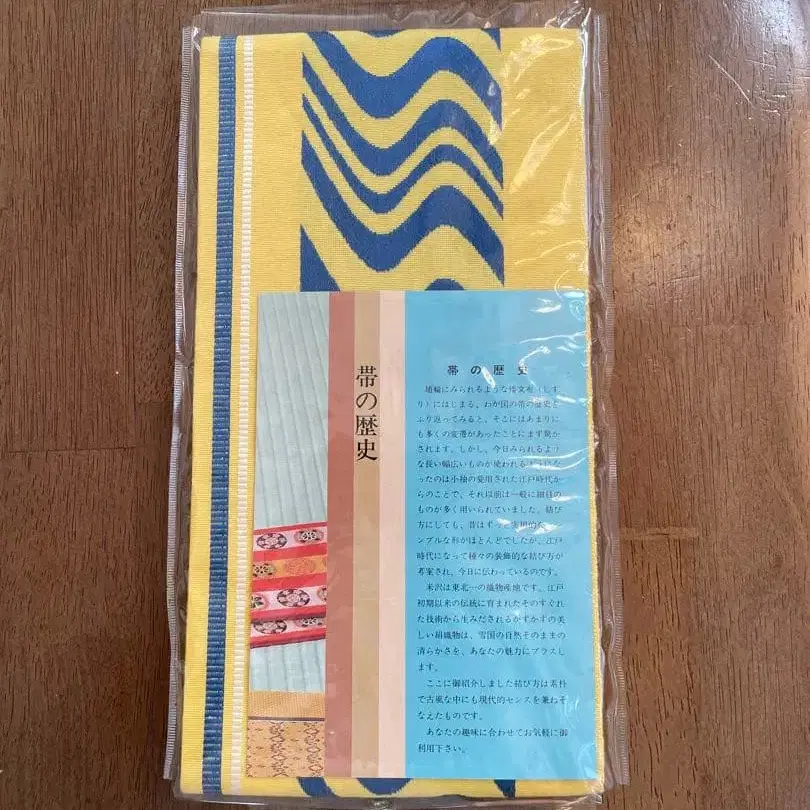 帯の歴史
帯 の 歴 史
埴輪にみられるような倭文布(しず
り)にはじまる、わが国の帯の歴史を
ふり返ってみると、そこにはあまりに
も多くの変遷があったことにまず驚か
されます。しかし、今日みられるよう
な長い幅広いものが使われるようにな
ったのは小袖の愛用された江戸時代か
らのことで、それ以前は一般に細目の
ものが多く用いられていました。結び
方にしても、昔はずっと実用的な
ンプルな形がほとんどでしたが、江戸
時代になって種々の装飾的な結び方が
考案され、今日に伝わっているのです。
米沢は東北一の織物産地です。江戸
初期以来の伝統に育まれたそのすぐれ
た技術から生みだされるかずかずの美
しい絹織物は、雪国の自然そのままの
清らかさを、あなたの魅力にプラスし
ます。
ここに御紹介しました結び方は素朴
で古風な中にも現代的センスを兼ねそ
なえたものです。
あなたの趣味に合わせてお気軽に御
利用下さい。